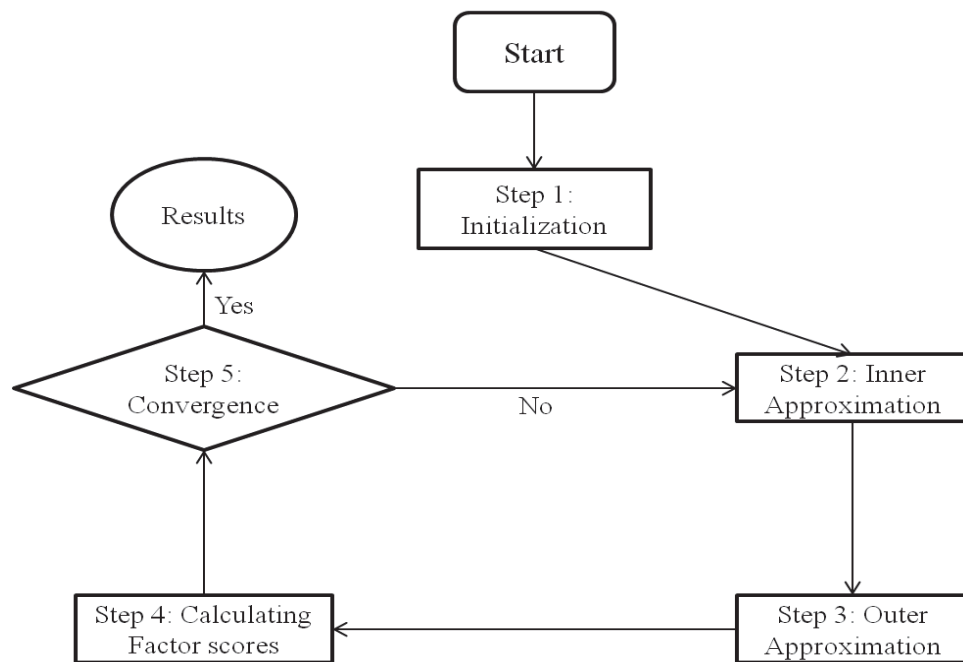 Start
Step 1:
Initialization
Results
Yes
Step 5:
Convergence
No
Step 2: Inner
Approximation
Step 4: Calculating
Factor scores
Step 3: Outer
Approximation